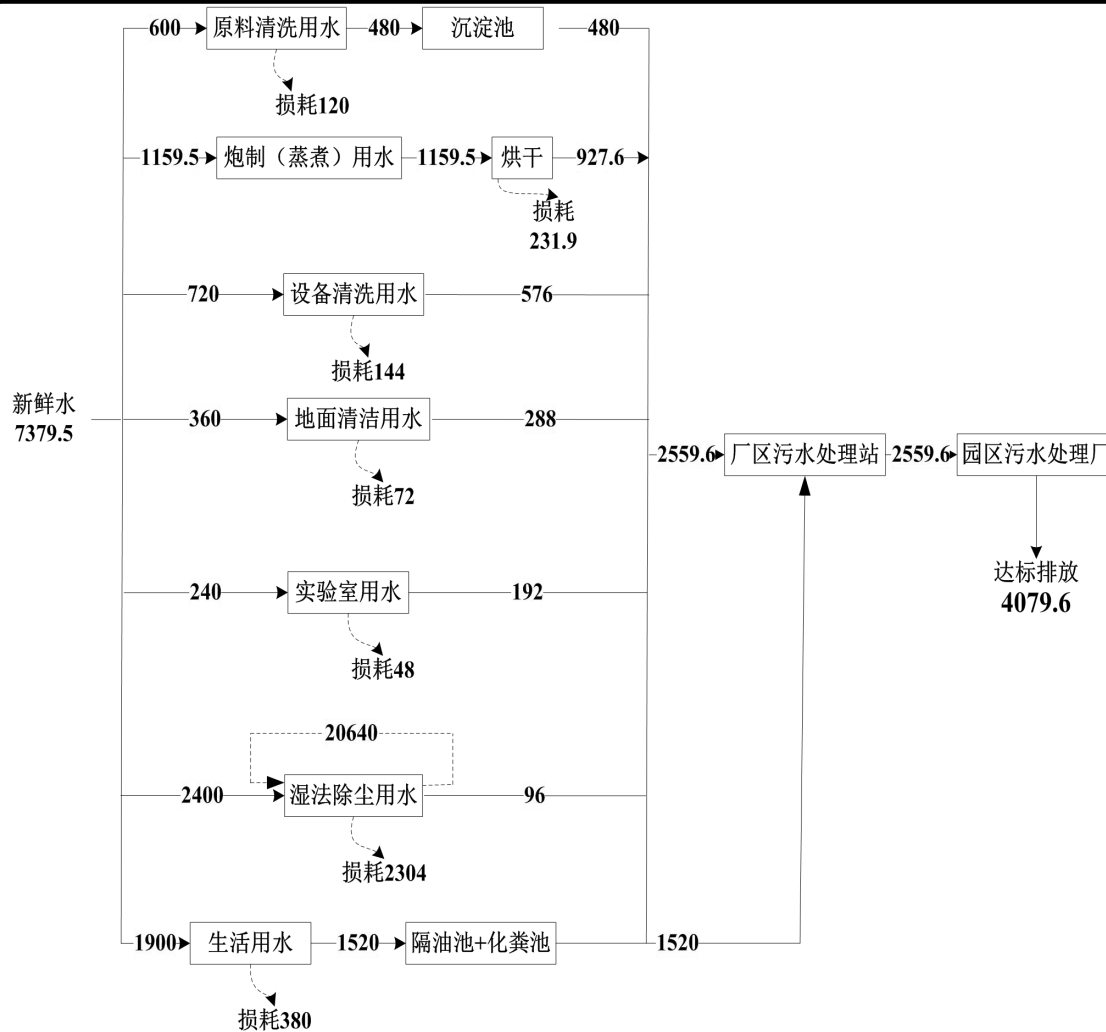 600
原料清洗用水
480
沉淀池
480
损耗120
1159.5
炮制（蒸煮）用水
1159.5
烘干
927.6
损耗
231.9
720
设备清洗用水
576
损耗144
新鲜水
7379.5
360
地面清洁用水
288
损耗72
2559.6
厂区污水处理站
2559.6
园区污水处理厂
达标排放
4079.6
240
实验室用水
192
损耗48
20640
2400
湿法除尘用水
96
损耗2304
1900
生活用水
1520
隔油池+化粪池
1520
损耗380